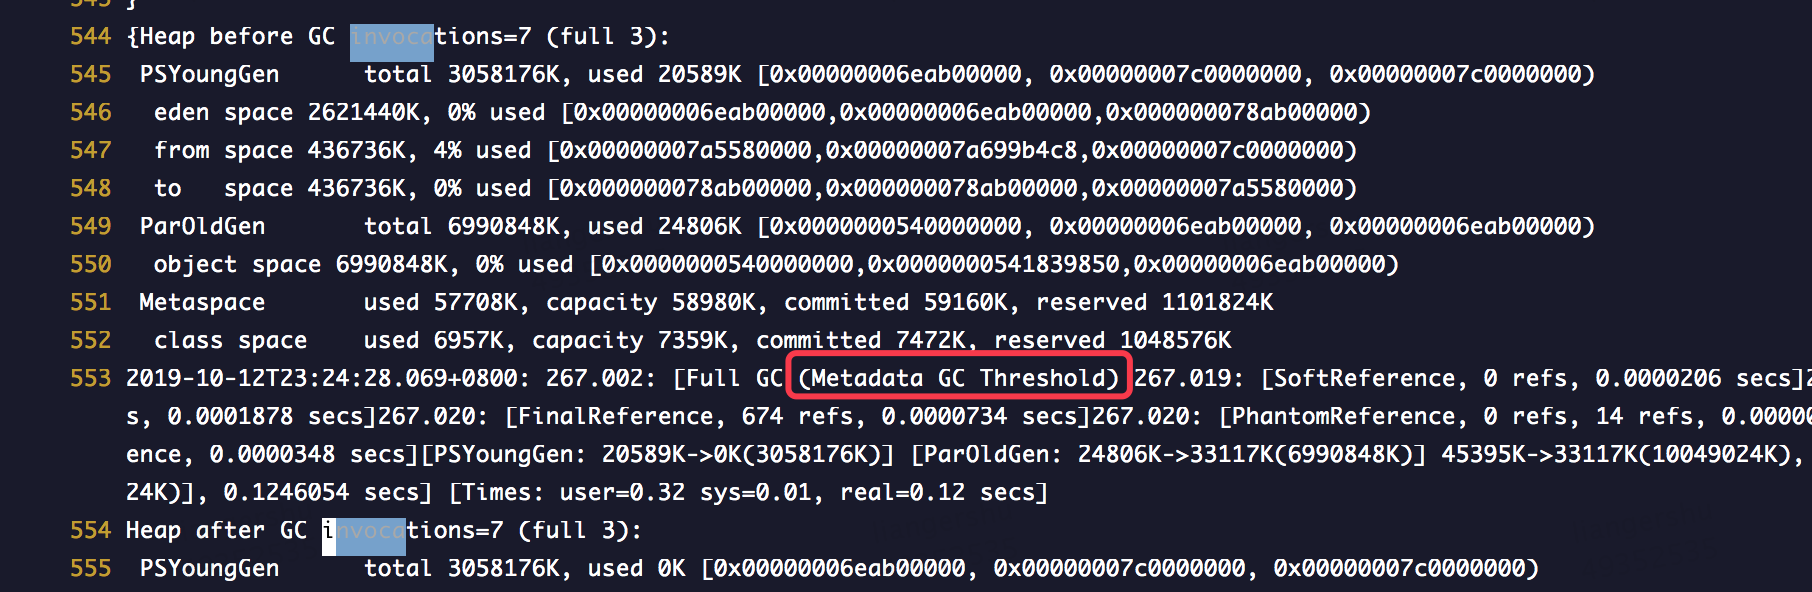 543 }
544 {Heap before GC invocations=7 (full 3):
545 PSYoungGen total 3058176K, used 20589K [0x00000006eab00000, 0x00000007c0000000, 0x00000007c0000000)
546 eden space 2621440K, 0% used [0x00000006eab00000,0x00000006eab00000,0x000000078ab00000)
547 from space 436736K, 4% used [0x00000007a5580000,0x00000007a699b4c8,0x00000007c0000000)
548 to space 436736K, 0% used [0x000000078ab00000,0x000000078ab00000,0x00000007a5580000)
549 ParOldGen total 6990848K, used 24806K [0x0000000540000000, 0x00000006eab00000, 0x00000006eab00000)
550 object space 6990848K, 0% used [0x0000000540000000,0x0000000541839850,0x00000006eab00000)
551 Metaspace used 57708K, capacity 58980K, committed 59160K, reserved 1101824K
552 class space used 6957K, capacity 7359K, committed 7472K, reserved 1048576K
553 2019-10-12T23:24:28.069+0800: 267.002: [Full GC (Metadata GC Threshold) 267.019: [SoftReference, 0 refs, 0.0000206 secs]2
s, 0.0001878 secs]267.020: [FinalReference, 674 refs, 0.0000734 secs]267.020: [PhantomReference, 0 refs, 14 refs, 0.0000
ence, 0.0000348 secs][PSYoungGen: 20589K->0K(3058176K)] [ParOldGen: 24806K->33117K(6990848K)] 45395K->33117K(10049024K),
24K)], 0.1246054 secs] [Times: user=0.32 sys=0.01, real=0.12 secs]
554 Heap after GC invocations=7 (full 3):
555 PSYoungGen total 3058176K, used 0K [0x00000006eab00000, 0x00000007c0000000, 0x00000007c0000000)